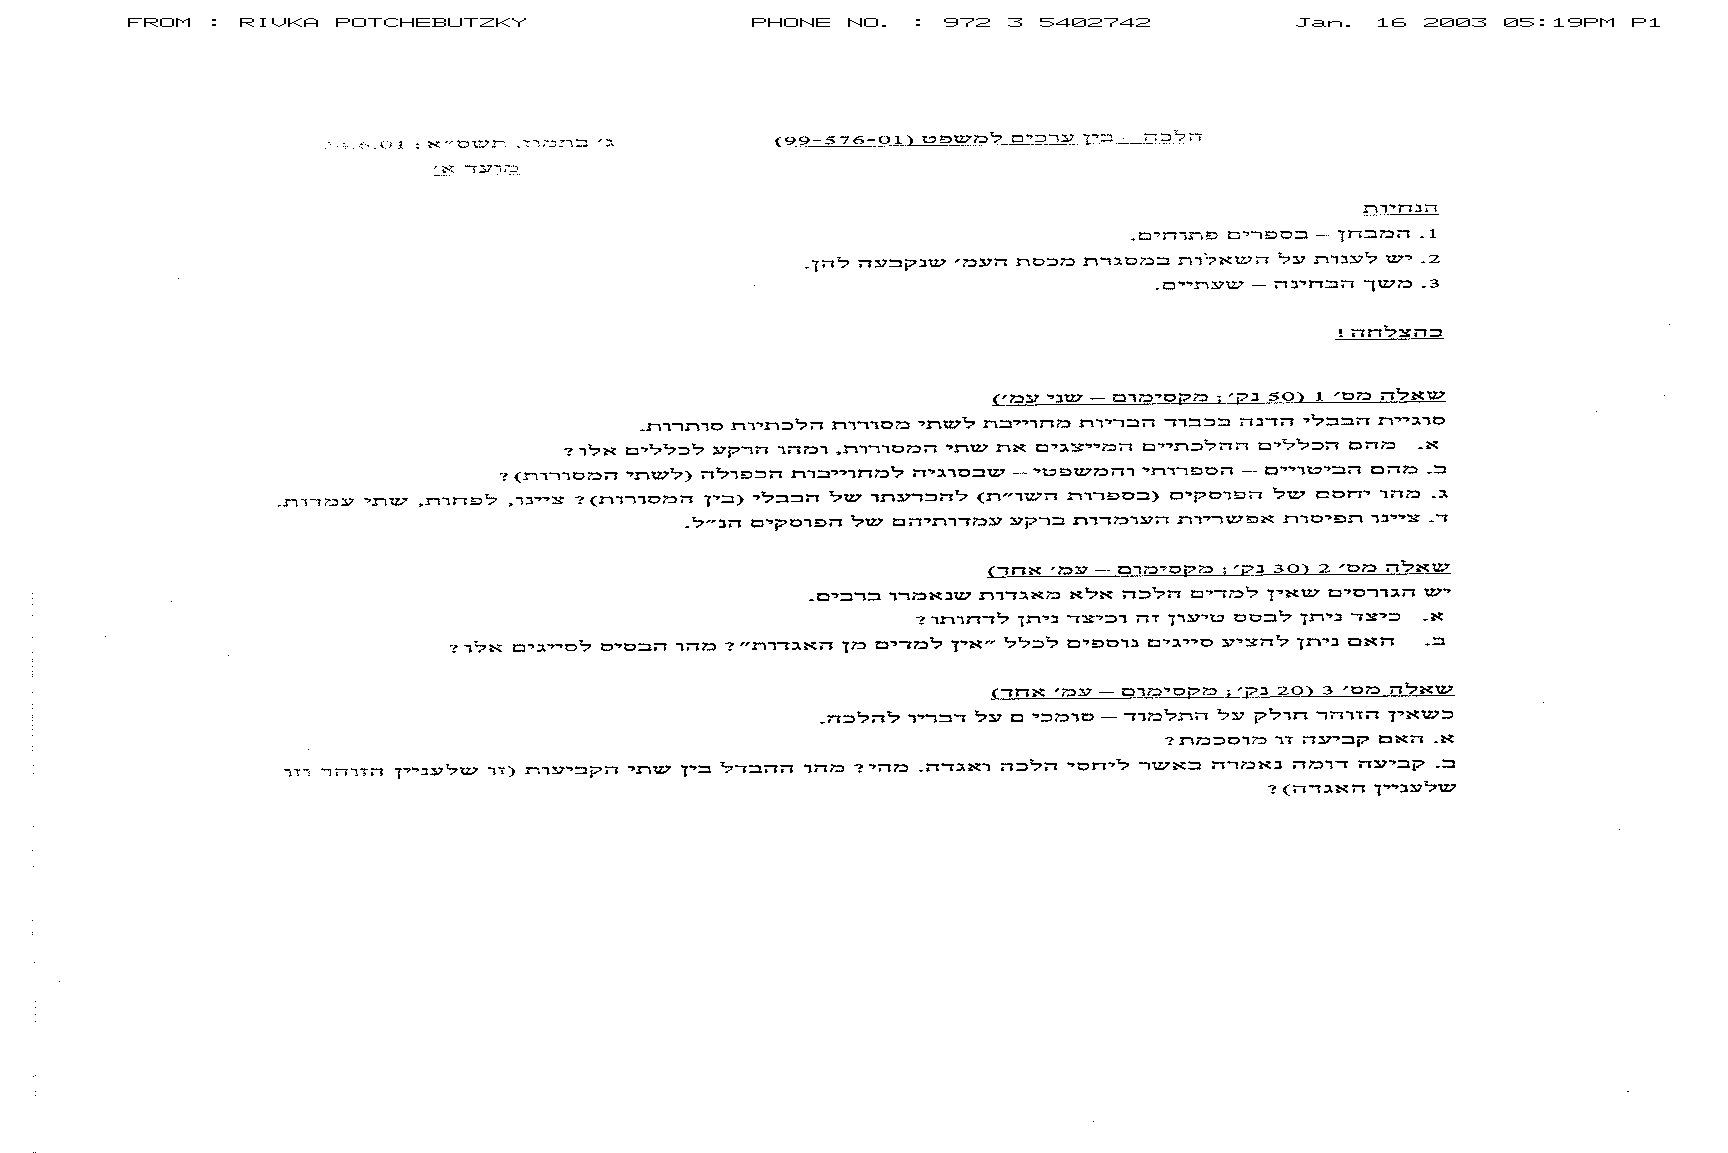 FROM : RIVKA POTCHEBUTZKY PHONE NO. : 972 3 5402742 Jan. 16 2003 05:19PM P1
הלכה – בין ערכים למשפט (99-576-01) ג׳ בתמוז, תשס״א ;
מועד א׳
הנחיות
1. המבחן – בספרים פתוחים.
2. יש לענות על השאלות במסגרת מכסת העמ׳ שנקבעה להן.
3. משך הבחינה – שעתיים.
בהצלחה !
שאלה מס׳ 1 (50 נק׳ ; מקסימום – שני עמ׳)
סוגיית הבבלי הדנה בכבוד הבריות מחוייבת לשתי מסורות הלכתיות סותרות.
א. מהם הכללים ההלכתיים המייצגים את שתי המסורות, ומהו הרקע לכללים אלו ?
ב. מהם הביטויים – הספרותי והמשפטי – שבסוגיה למחוייבות הכפולה (לשתי המסורות) ?
ג. מהו יחסם של הפוסקים (בספרות השו״ת) להכרעתו של הבבלי (בין המסורות) ? ציינו, לפחות, שתי עמדות.
ד. ציינו תפיסות אפשריות העומדות ברקע עמדותיהם של הפוסקים הנ״ל.
שאלה מס׳ 2 (30 נק׳ ; מקסימום – עמ׳ אחד)
יש הגורסים שאין למדים הלכה אלא מאגדות שנאמרו ברבים.
א. כיצד ניתן לבסס טיעון זה וכיצד ניתן לדחותו ?
ב. האם ניתן להציע סייגים נוספים לכלל ״אין למדים מן האגדות״ ? מהו הבסיס לסייגים אלו ?
שאלה מס׳ 3 (20 נק׳ ; מקסימום – עמ׳ אחד)
כשאין הזוהר חולק על התלמוד – סומכי ם על דבריו להלכה.
א. האם קביעה זו מוסכמת ?
ב. קביעה דומה נאמרה באשר ליחסי הלכה ואגדה. מהי ? מהו ההבדל בין שתי הקביעות (זו שלעניין הזוהר וזו
שלעניין האגדה) ?